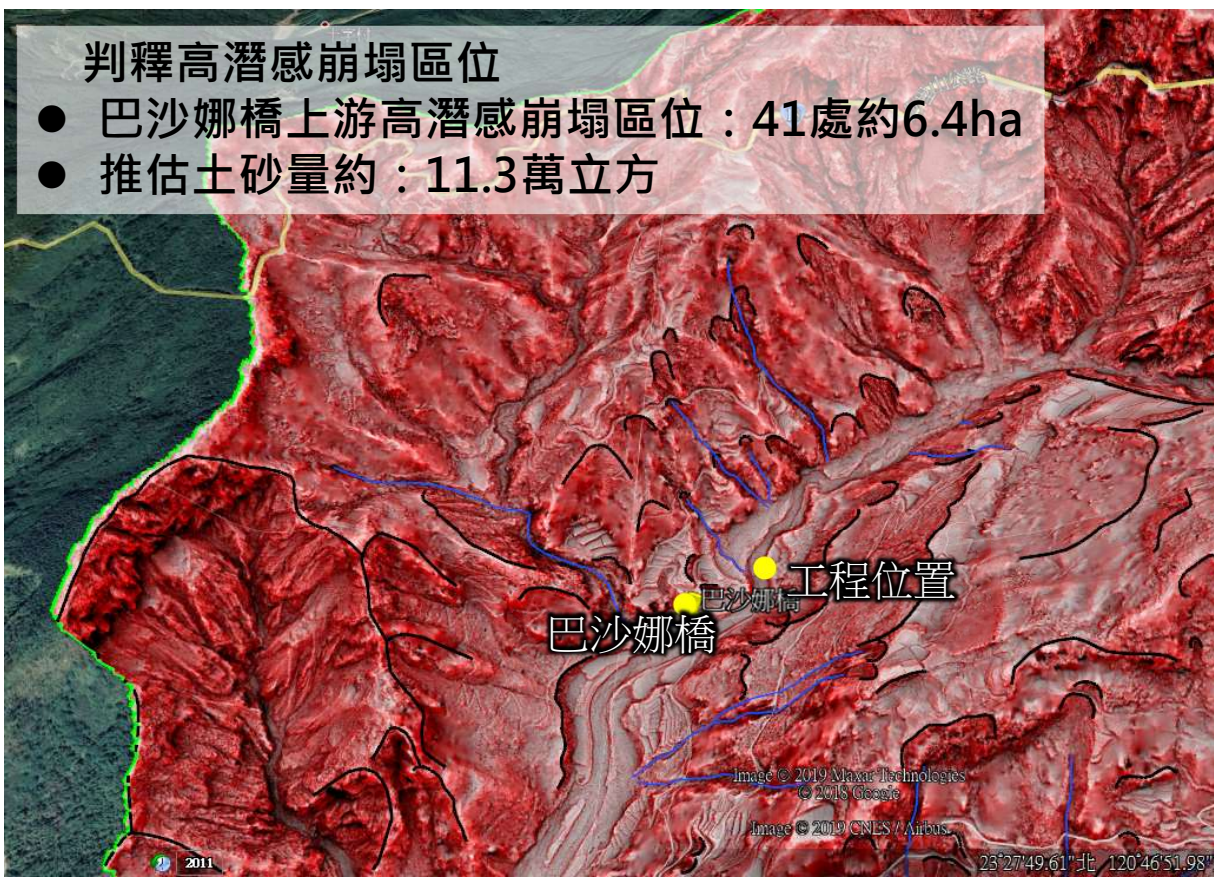 判釋高潛感崩塌區位
● 巴沙娜橋上游高潛感崩塌區位：41處約6.4ha
● 推估土砂量約：11.3萬立方
工程位置
巴沙娜橋
巴沙娜橋
Image © 2019 Maxar Technologies
© 2018 Google
Image © 2019 CNES / Airbus
2011
23°27'49.61"北 120°46'51.98"